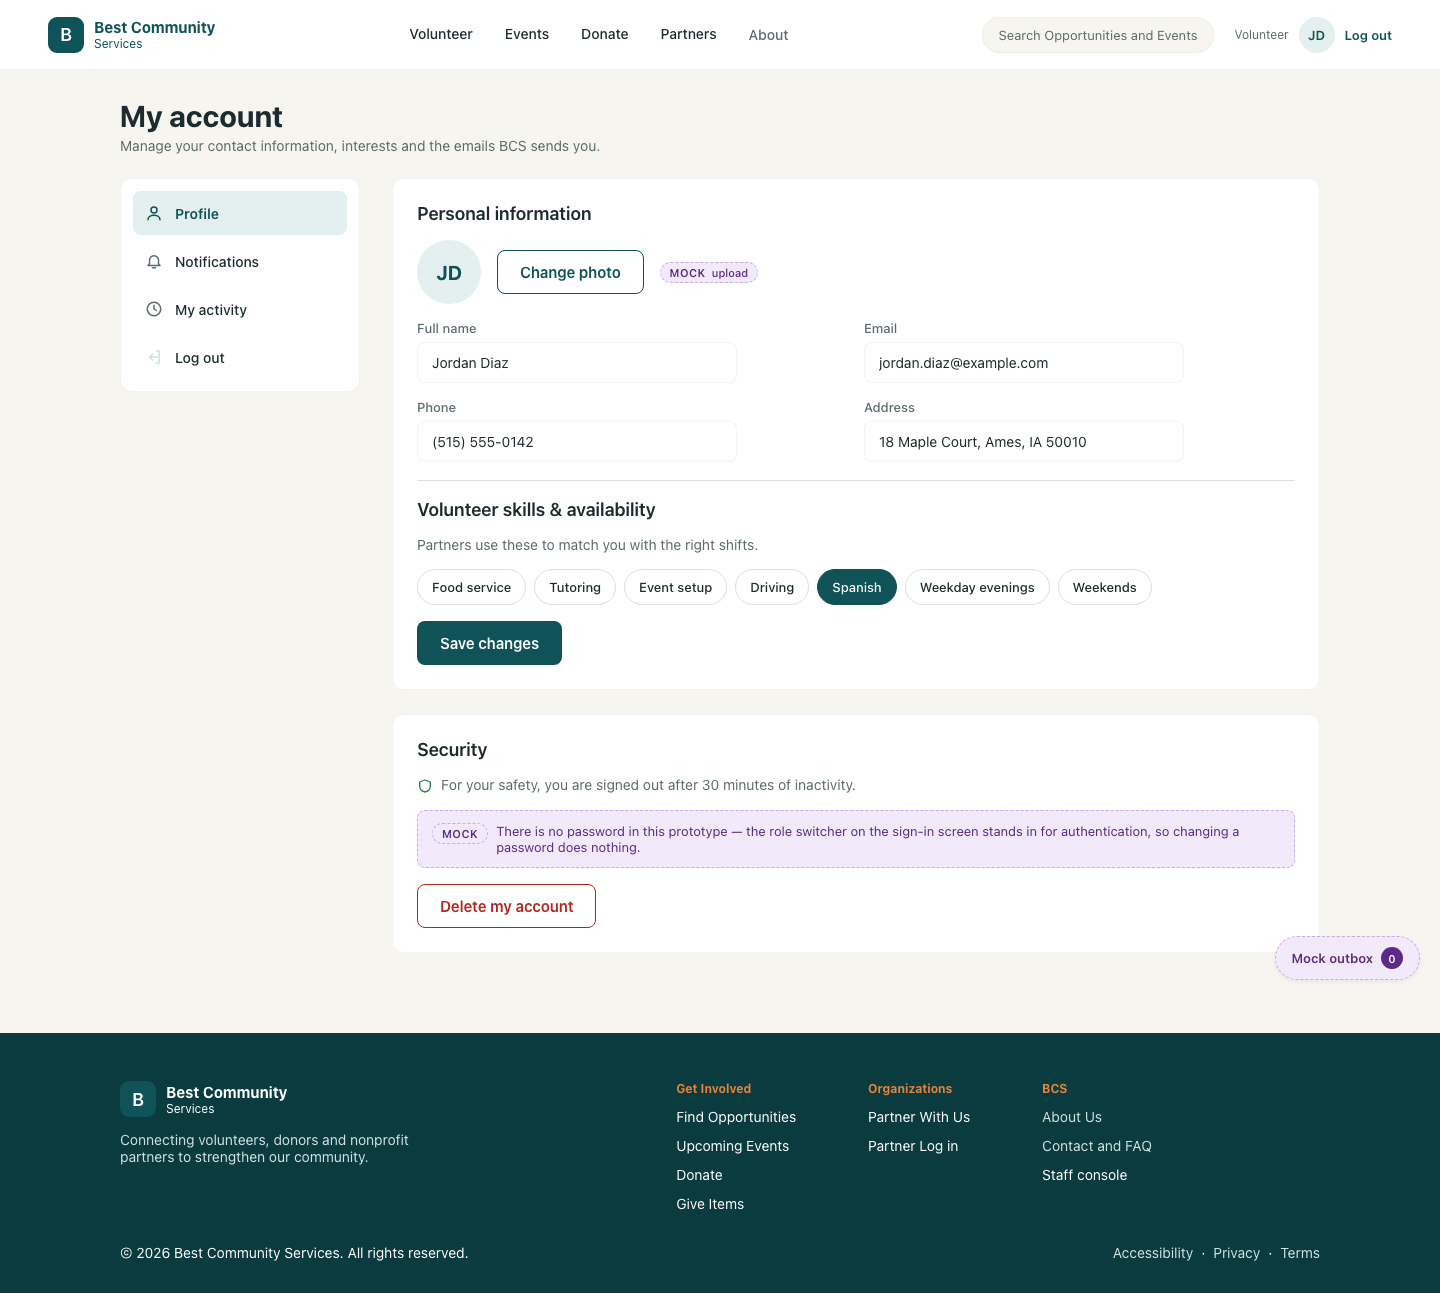 B
Best Community
Services
Volunteer
Events
Donate
Partners
About
Search Opportunities and Events
Volunteer
JD
Log out
My account
Manage your contact information, interests and the emails BCS sends you.
Profile
Notifications
My activity
Log out
Personal information
JD
Change photo
MOCK upload
Full name
Email
Jordan Diaz
jordan.diaz@example.com
Phone
Address
(515) 555-0142
18 Maple Court, Ames, IA 50010
Volunteer skills & availability
Partners use these to match you with the right shifts.
Food service
Tutoring
Event setup
Driving
Spanish
Weekday evenings
Weekends
Save changes
Security
For your safety, you are signed out after 30 minutes of inactivity.
MOCK
There is no password in this prototype — the role switcher on the sign-in screen stands in for authentication, so changing a
password does nothing.
Delete my account
Mock outbox 0
B
Best Community
Services
Connecting volunteers, donors and nonprofit
partners to strengthen our community.
Get Involved
Find Opportunities
Upcoming Events
Donate
Give Items
Organizations
Partner With Us
Partner Log in
BCS
About Us
Contact and FAQ
Staff console
© 2026 Best Community Services. All rights reserved.
Accessibility · Privacy · Terms